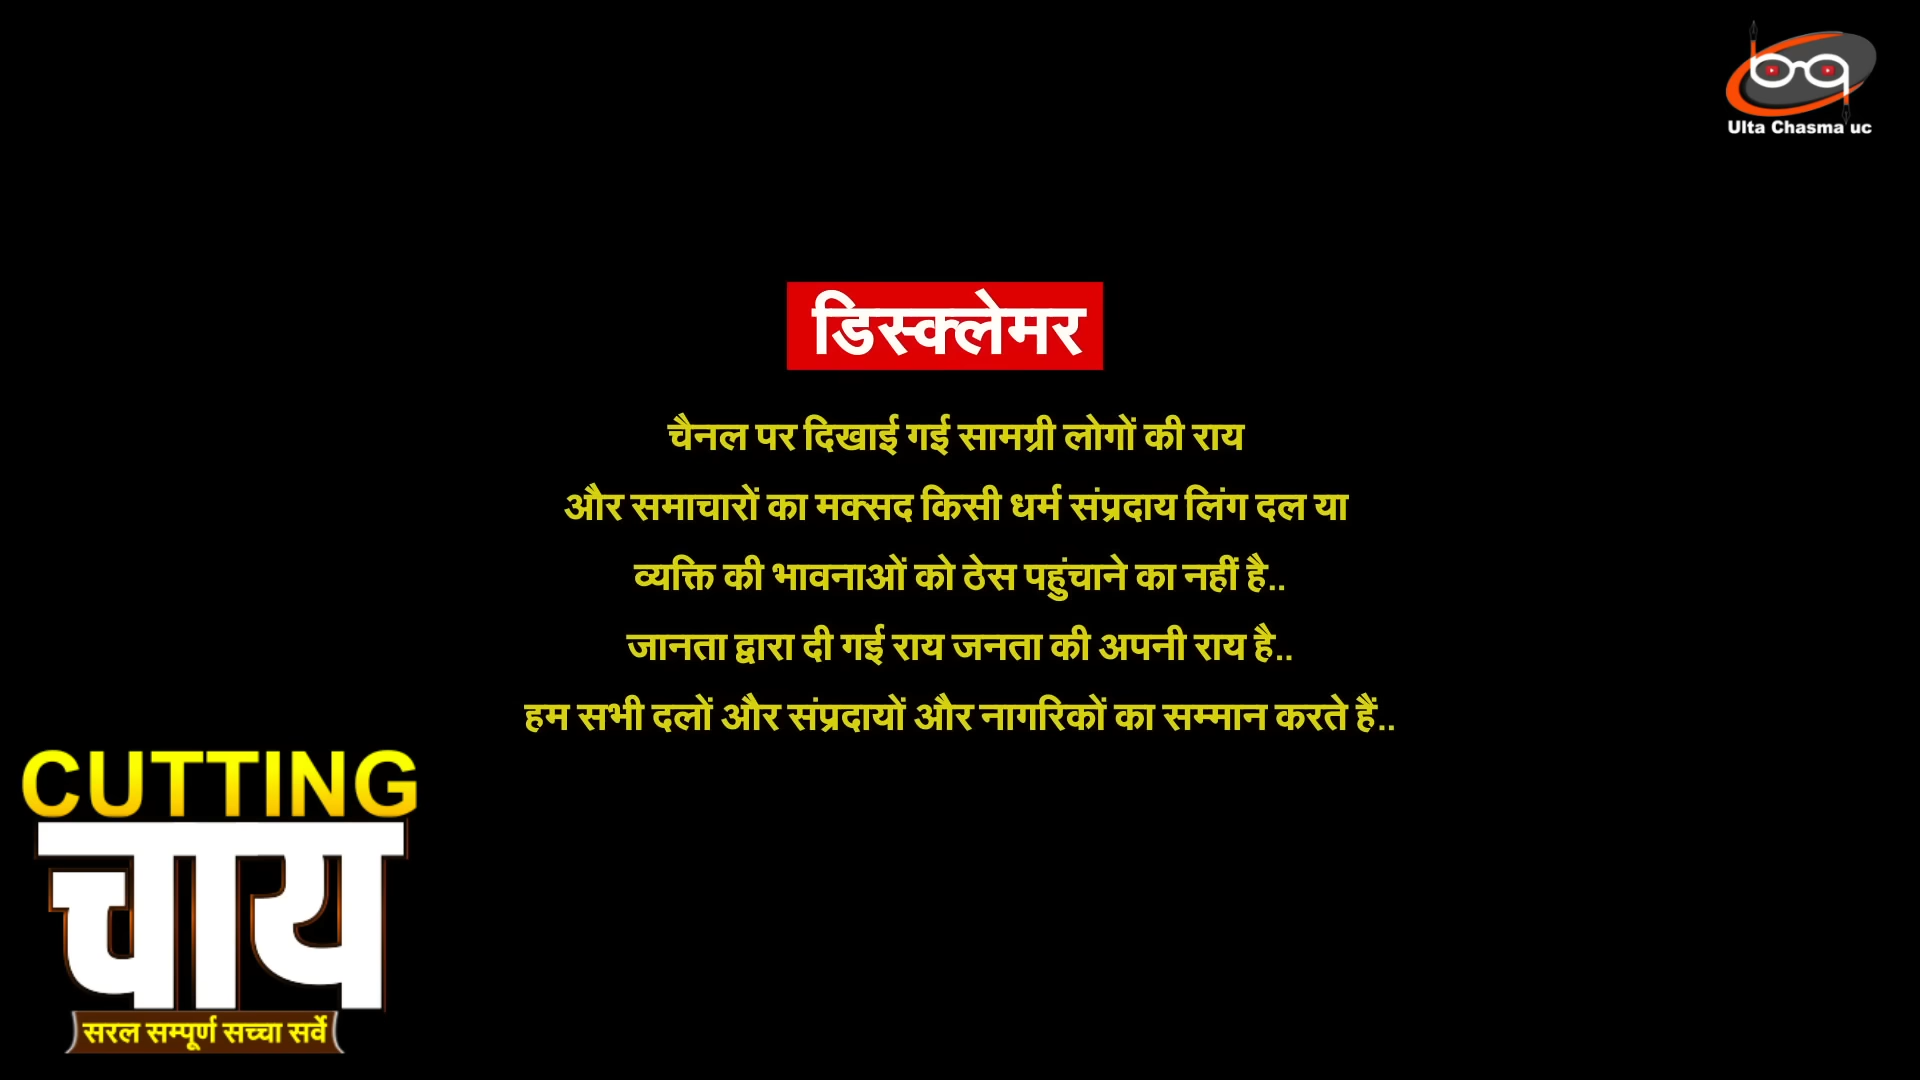 Ulta Chasma uc
डिस्क्लेमर
चैनल पर दिखाई गई सामग्री लोगों की राय
और समाचारों का मक्सद किसी धर्म संप्रदाय लिंग दल या
व्यक्ति की भावनाओं को ठेस पहुंचाने का नहीं है..
जानता द्वारा दी गई राय जनता की अपनी राय है..
हम सभी दलों और संप्रदायों और नागरिकों का सम्मान करते हैं..
CUTTING
चाय
सरल सम्पूर्ण सच्चा सर्वे